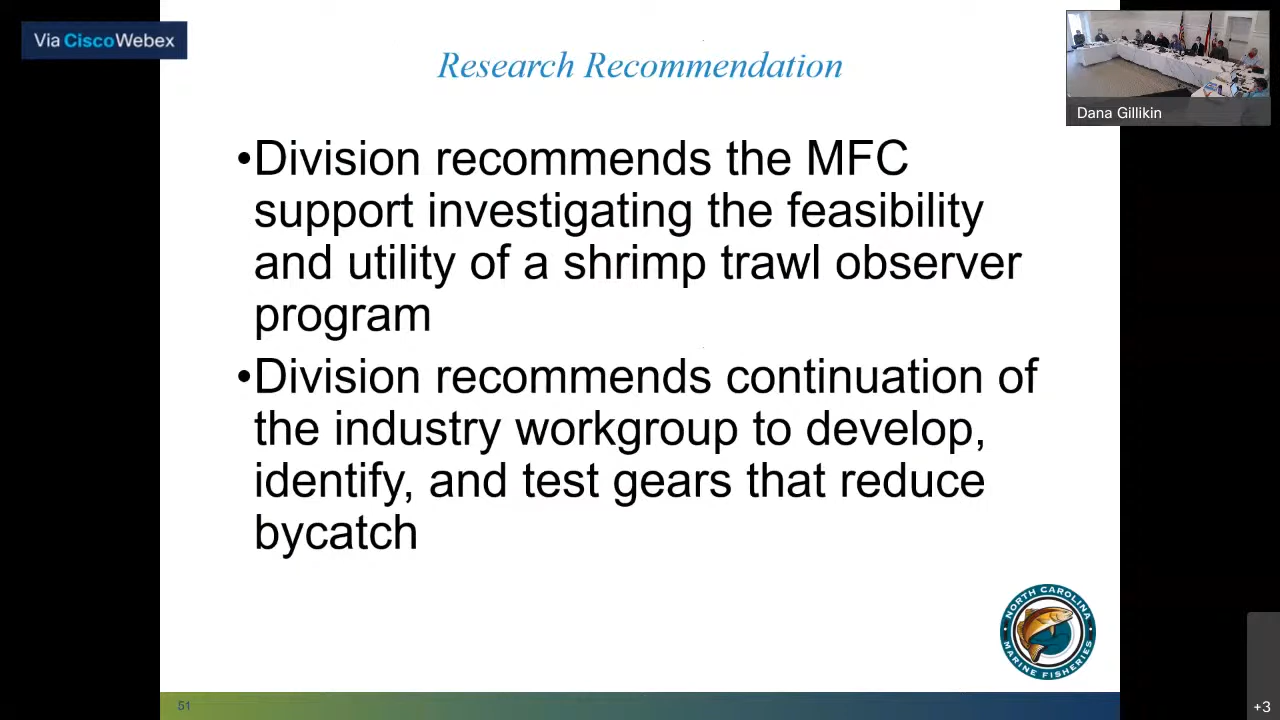 Via CiscoWebex
Research Recommendation
Dana Gillikin
•Division recommends the MFC
support investigating the feasibility
and utility of a shrimp trawl observer
program
•Division recommends continuation of
the industry workgroup to develop,
identify, and test gears that reduce
bycatch
NORTH CAROLINA
MARINE FISHERIES
51
+3